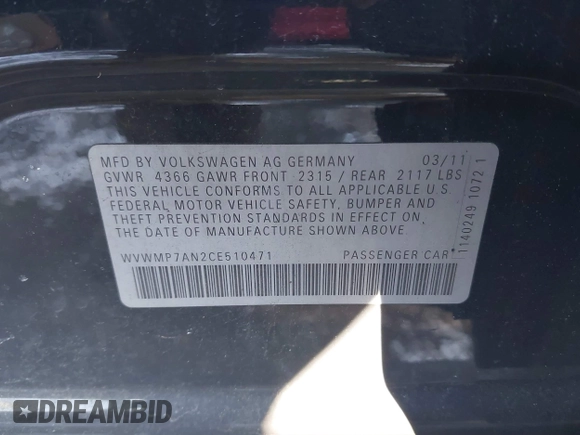 MFD BY VOLKSWAGEN AG GERMANY 03/11
GVWR 4366 GAWR FRONT 2315 / REAR 2117 LBS
THIS VEHICLE CONFORMS TO ALL APPLICABLE U.S.
FEDERAL MOTOR VEHICLE SAFETY, BUMPER AND
THEFT PREVENTION STANDARDS IN EFFECT ON
THE DATE OF MANUFACTURE SHOWN ABOVE.
WVWMP7AN2CE510471 PASSENGER CAR
1140249 1072 1
DREAMBID